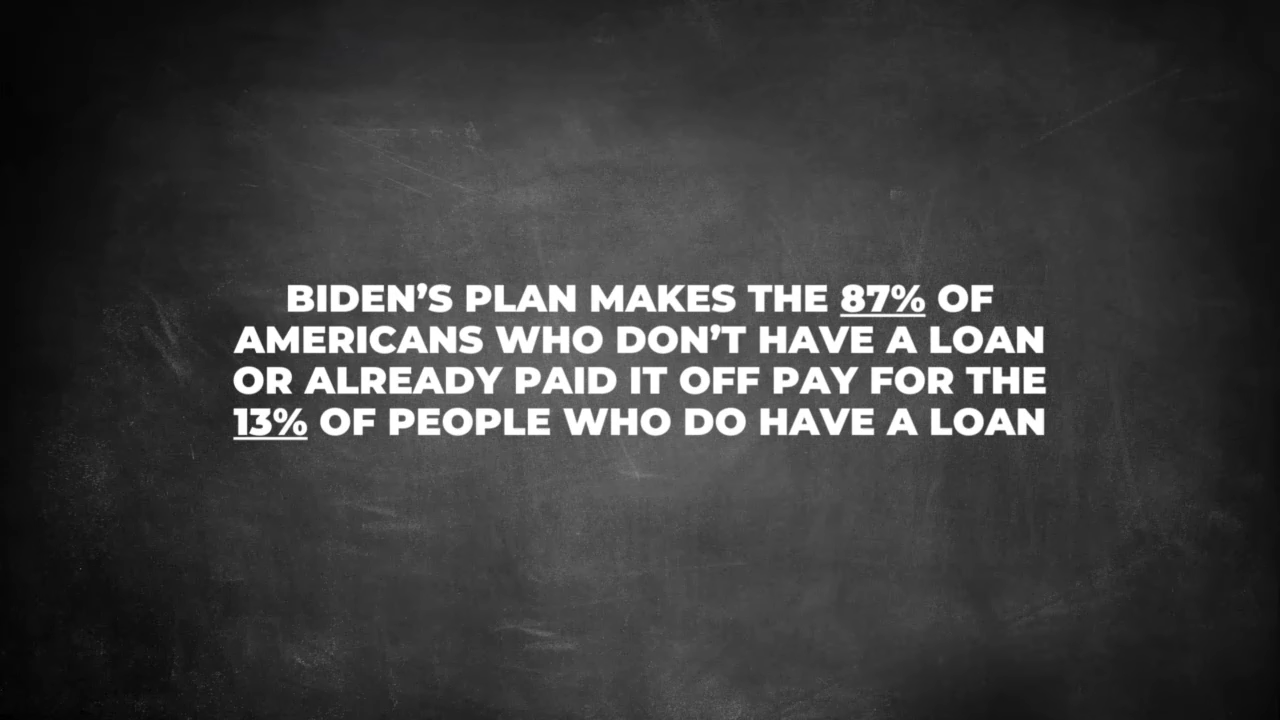 BIDEN’S PLAN MAKES THE 87% OF
AMERICANS WHO DON’T HAVE A LOAN
OR ALREADY PAID IT OFF PAY FOR THE
13% OF PEOPLE WHO DO HAVE A LOAN